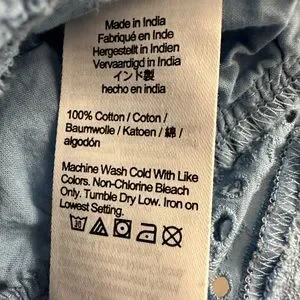 Made in India
Fabriqué en Inde
Hergestellt in Indien
Vervaardigd in India
インド製
hecho en india
100% Cotton / Coton /
Baumwolle / Katoen / 綿 /
algodón
Machine Wash Cold With Like
Colors. Non-Chlorine Bleach
Only. Tumble Dry Low. Iron on
Lowest Setting.